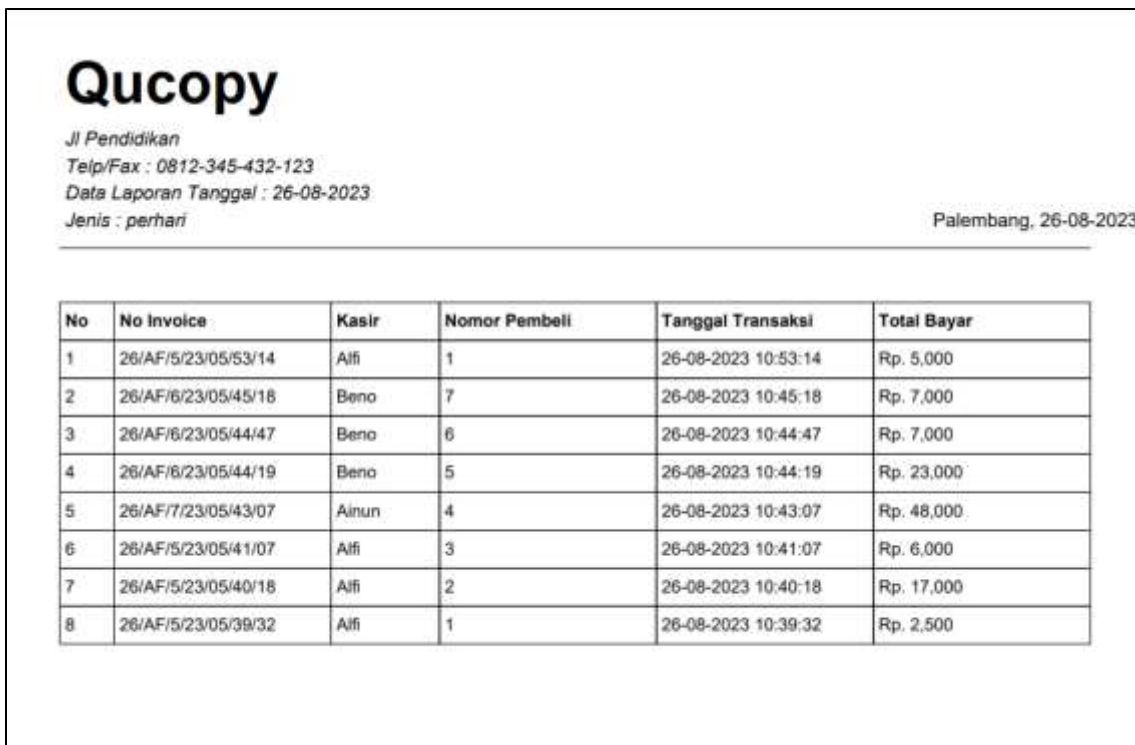 Qucopy
Jl Pendidikan
Telp/Fax : 0812-345-432-123
Data Laporan Tanggal : 26-08-2023
Jenis : perhari
Palembang, 26-08-2023
No No Invoice Kasir Nomor Pembeli Tanggal Transaksi Total Bayar
1 26/AF/5/23/05/53/14 Alfi 1 26-08-2023 10:53:14 Rp. 5,000
2 26/AF/6/23/05/45/18 Beno 7 26-08-2023 10:45:18 Rp. 7,000
3 26/AF/6/23/05/44/47 Beno 6 26-08-2023 10:44:47 Rp. 7,000
4 26/AF/6/23/05/44/19 Beno 5 26-08-2023 10:44:19 Rp. 23,000
5 26/AF/7/23/05/43/07 Ainun 4 26-08-2023 10:43:07 Rp. 48,000
6 26/AF/5/23/05/41/07 Alfi 3 26-08-2023 10:41:07 Rp. 6,000
7 26/AF/5/23/05/40/18 Alfi 2 26-08-2023 10:40:18 Rp. 17,000
8 26/AF/5/23/05/39/32 Alfi 1 26-08-2023 10:39:32 Rp. 2,500